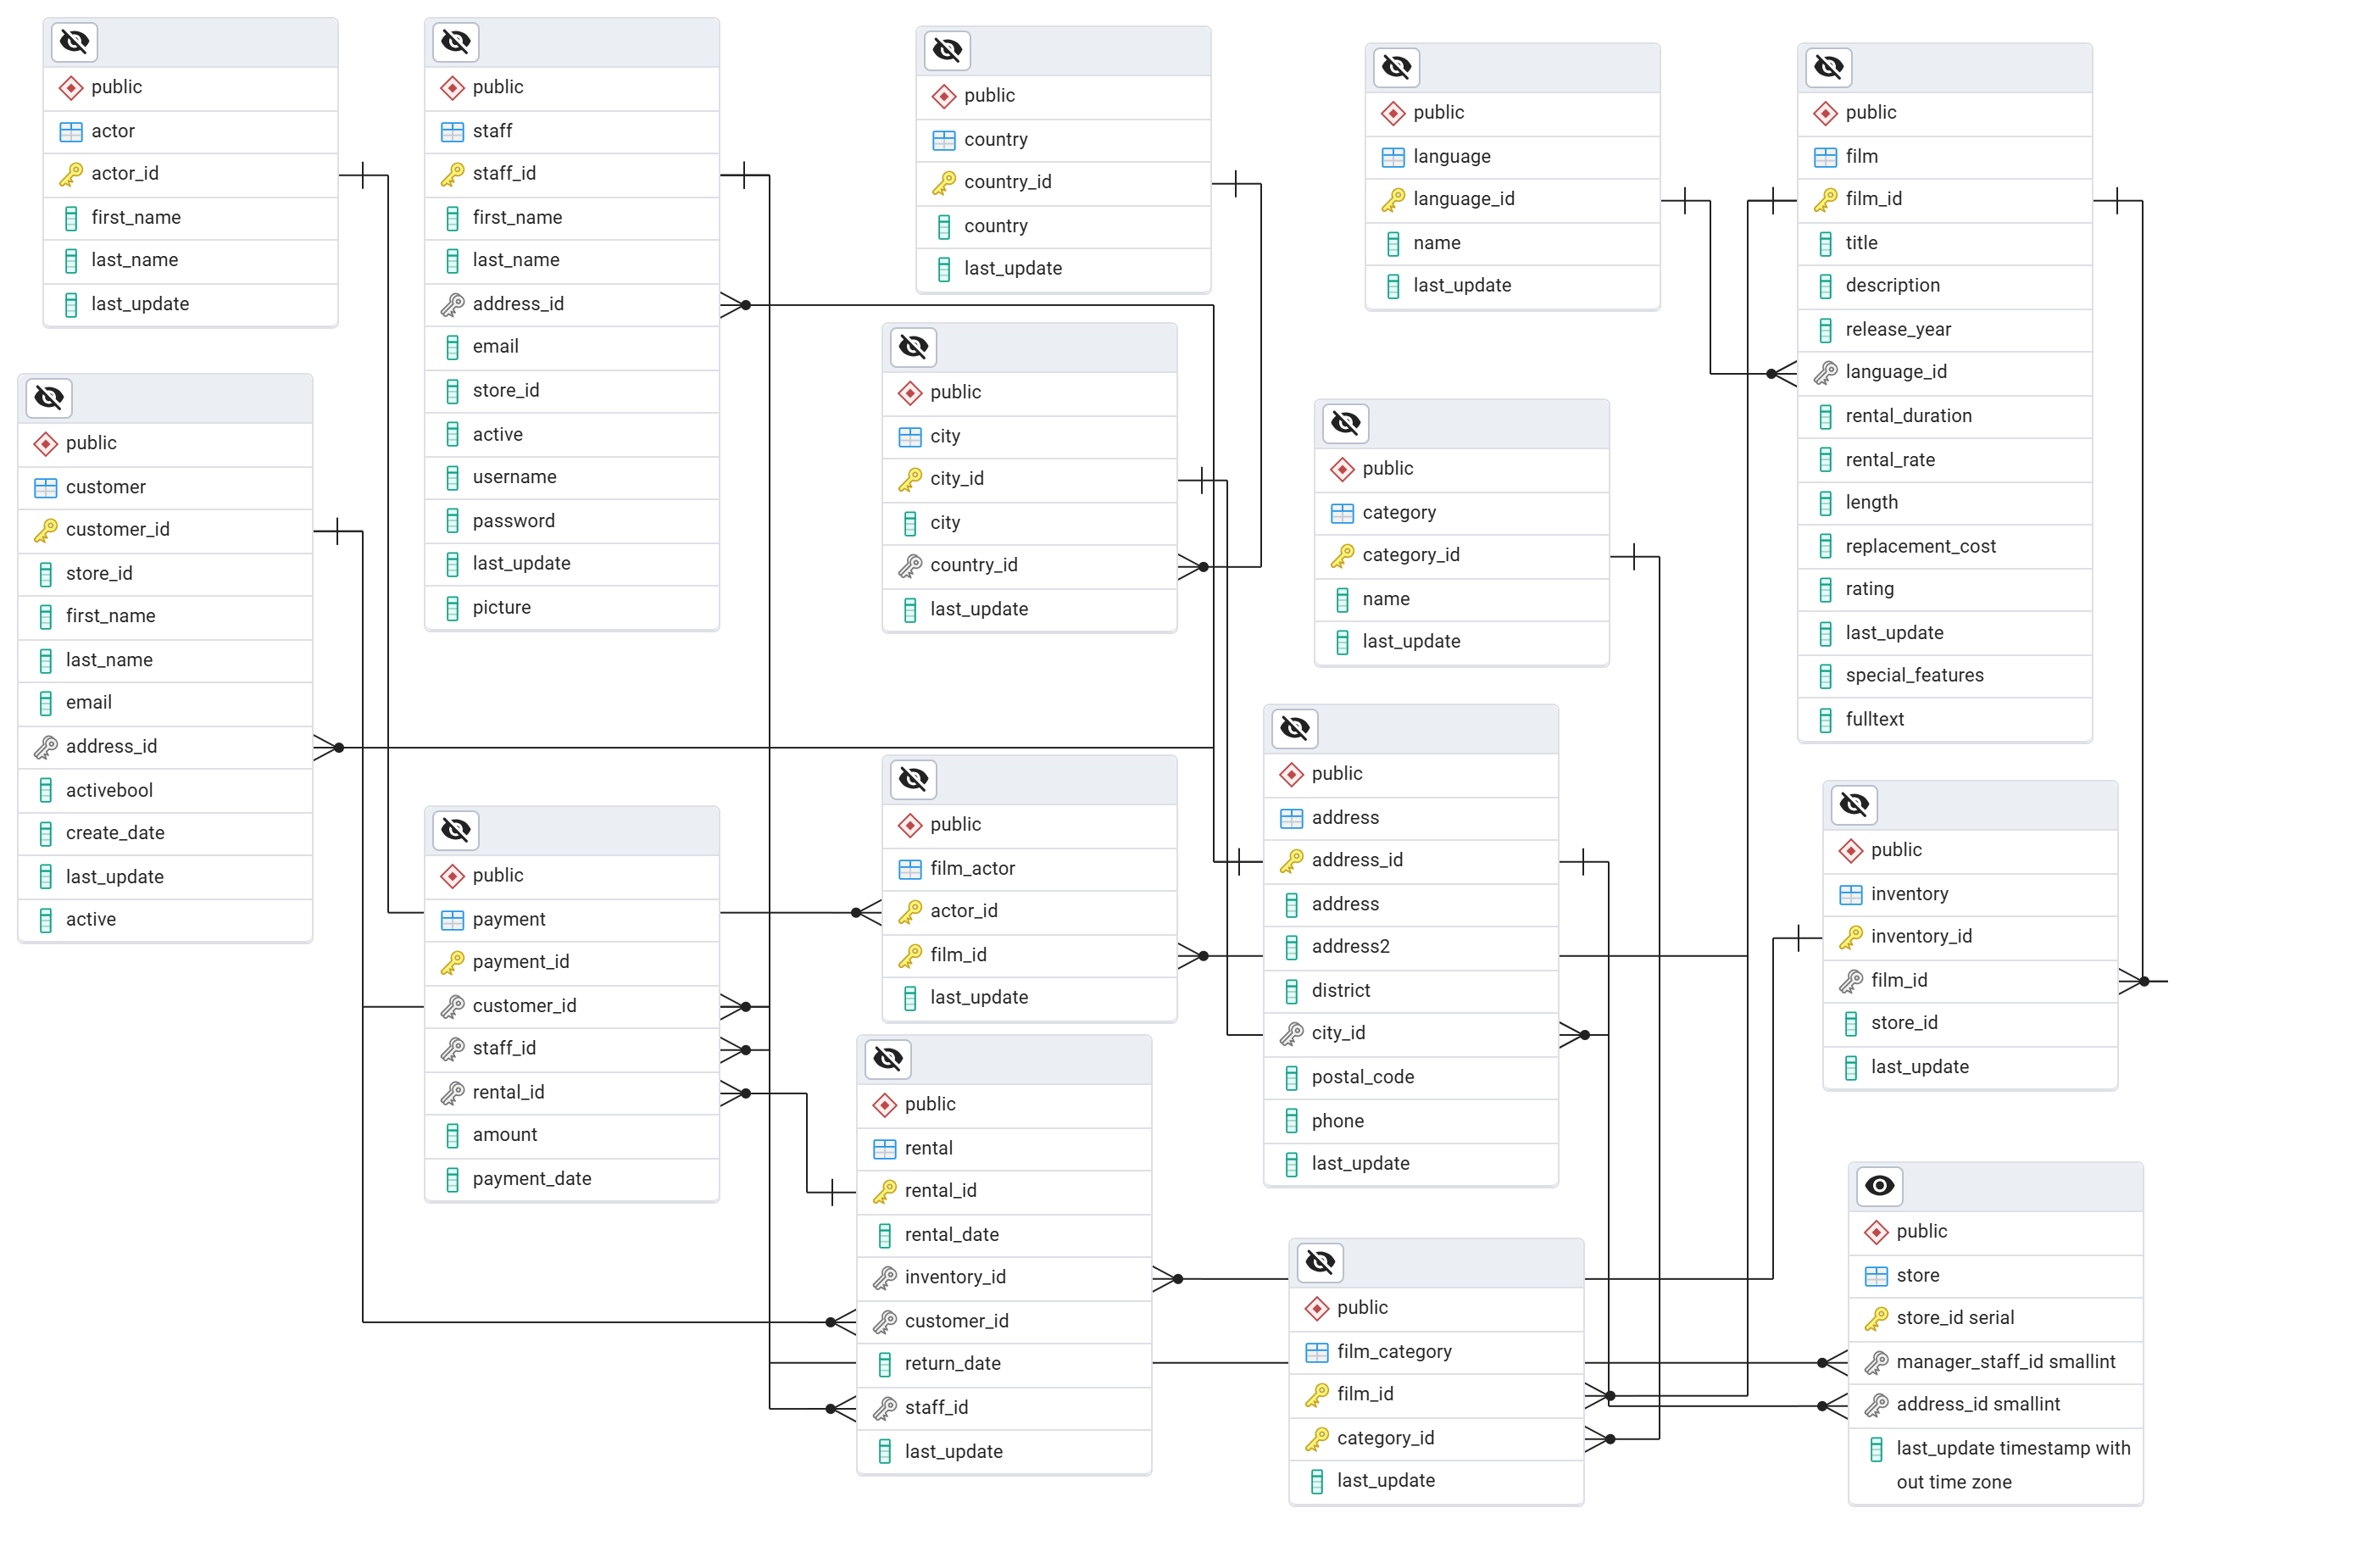 public
actor
actor_id
first_name
last_name
last_update
public
staff
staff_id
first_name
last_name
address_id
email
store_id
active
username
password
last_update
picture
public
country
country_id
country
last_update
public
language
language_id
name
last_update
public
film
film_id
title
description
release_year
language_id
rental_duration
rental_rate
length
replacement_cost
rating
last_update
special_features
fulltext
public
customer
customer_id
store_id
first_name
last_name
email
address_id
activebool
create_date
last_update
active
public
city
city_id
city
country_id
last_update
public
category
category_id
name
last_update
public
payment
payment_id
customer_id
staff_id
rental_id
amount
payment_date
public
film_actor
actor_id
film_id
last_update
public
address
address_id
address
address2
district
city_id
postal_code
phone
last_update
public
inventory
inventory_id
film_id
store_id
last_update
public
rental
rental_id
rental_date
inventory_id
customer_id
return_date
staff_id
last_update
public
film_category
film_id
category_id
last_update
public
store
store_id serial
manager_staff_id smallint
address_id smallint
last_update timestamp with
out time zone